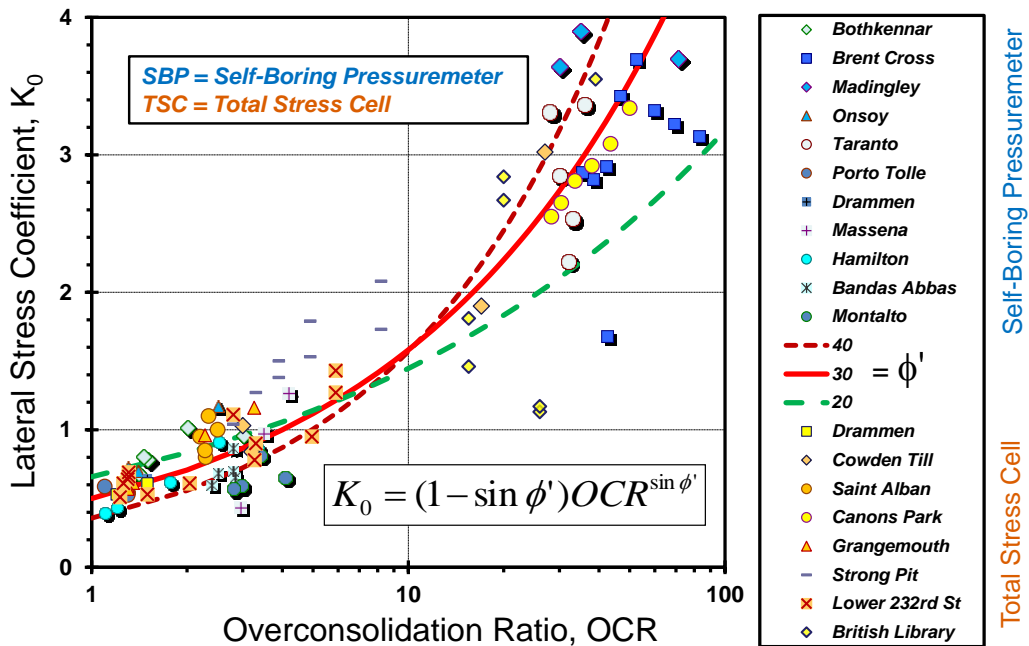 Lateral Stress Coefficient, K₀
4
3
2
1
0
1
10
100
Overconsolidation Ratio, OCR
SBP = Self-Boring Pressuremeter
TSC = Total Stress Cell
K₀ = (1 − sin ϕ') OCR^{sin ϕ'}
Bothkennar
Brent Cross
Madingley
Onsoy
Taranto
Porto Tolle
Drammen
Massena
Hamilton
Bandas Abbas
Montalto
40
30 = ϕ'
20
Drammen
Cowden Till
Saint Alban
Canons Park
Grangemouth
Strong Pit
Lower 232rd St
British Library
Self-Boring Pressuremeter
Total Stress Cell